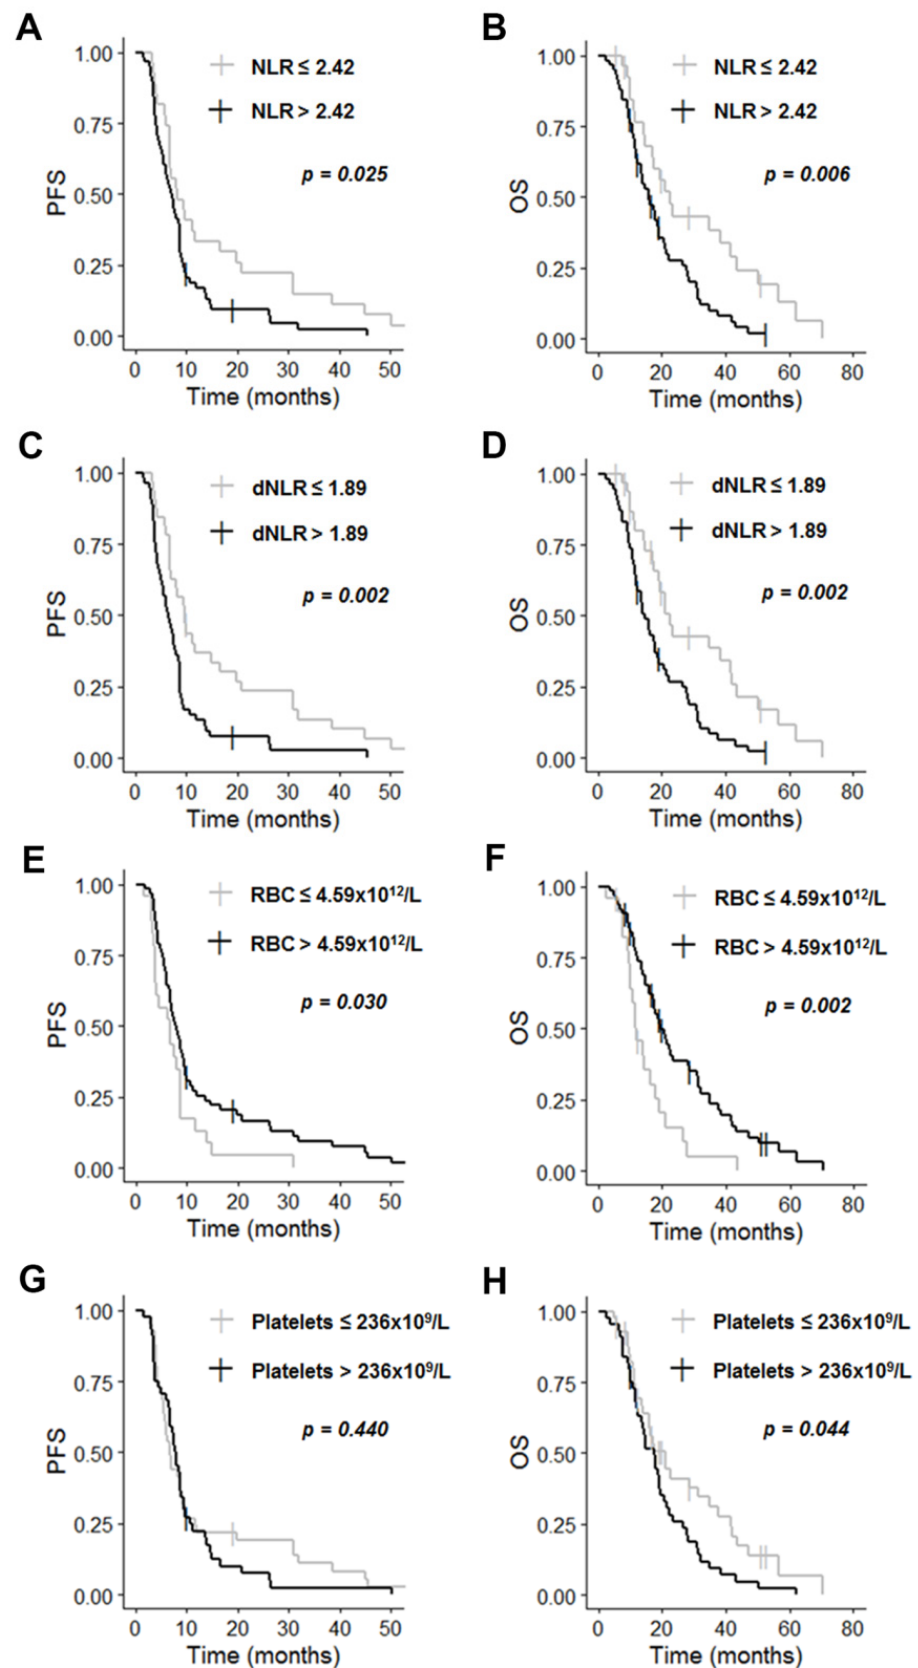 A
1.00
0.75
0.50
0.25
0.00
PFS
NLR ≤ 2.42
NLR > 2.42
p = 0.025
0 10 20 30 40 50
Time (months)
B
1.00
0.75
0.50
0.25
0.00
OS
NLR ≤ 2.42
NLR > 2.42
p = 0.006
0 20 40 60 80
Time (months)
C
1.00
0.75
0.50
0.25
0.00
PFS
dNLR ≤ 1.89
dNLR > 1.89
p = 0.002
0 10 20 30 40 50
Time (months)
D
1.00
0.75
0.50
0.25
0.00
OS
dNLR ≤ 1.89
dNLR > 1.89
p = 0.002
0 20 40 60 80
Time (months)
E
1.00
0.75
0.50
0.25
0.00
PFS
RBC ≤ 4.59x10¹²/L
RBC > 4.59x10¹²/L
p = 0.030
0 10 20 30 40 50
Time (months)
F
1.00
0.75
0.50
0.25
0.00
OS
RBC ≤ 4.59x10¹²/L
RBC > 4.59x10¹²/L
p = 0.002
0 20 40 60 80
Time (months)
G
1.00
0.75
0.50
0.25
0.00
PFS
Platelets ≤ 236x10⁹/L
Platelets > 236x10⁹/L
p = 0.440
0 10 20 30 40 50
Time (months)
H
1.00
0.75
0.50
0.25
0.00
OS
Platelets ≤ 236x10⁹/L
Platelets > 236x10⁹/L
p = 0.044
0 20 40 60 80
Time (months)